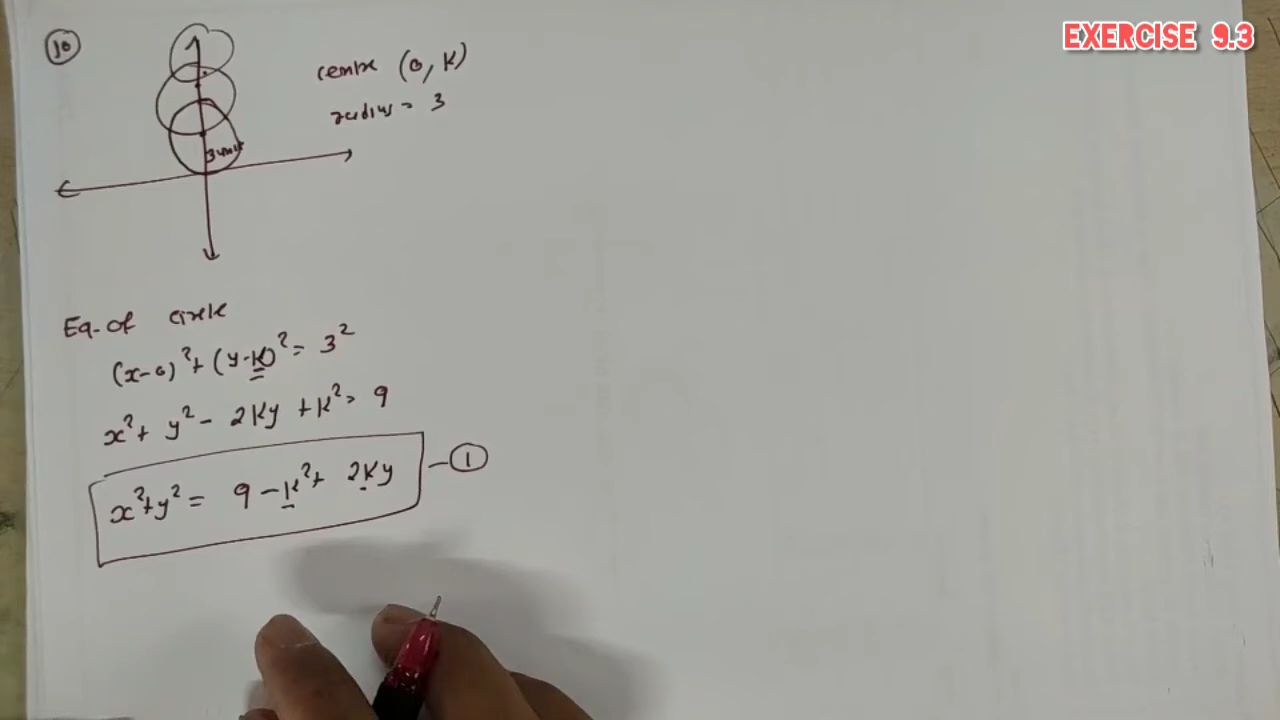 EXERCISE 9.3
10
centre (0, K)
radius = 3
3 unit
Eq. of circle
(x-0)² + (y-K)² = 3²
x² + y² - 2Ky + K² = 9
x² + y² = 9 - K² + 2Ky - 1